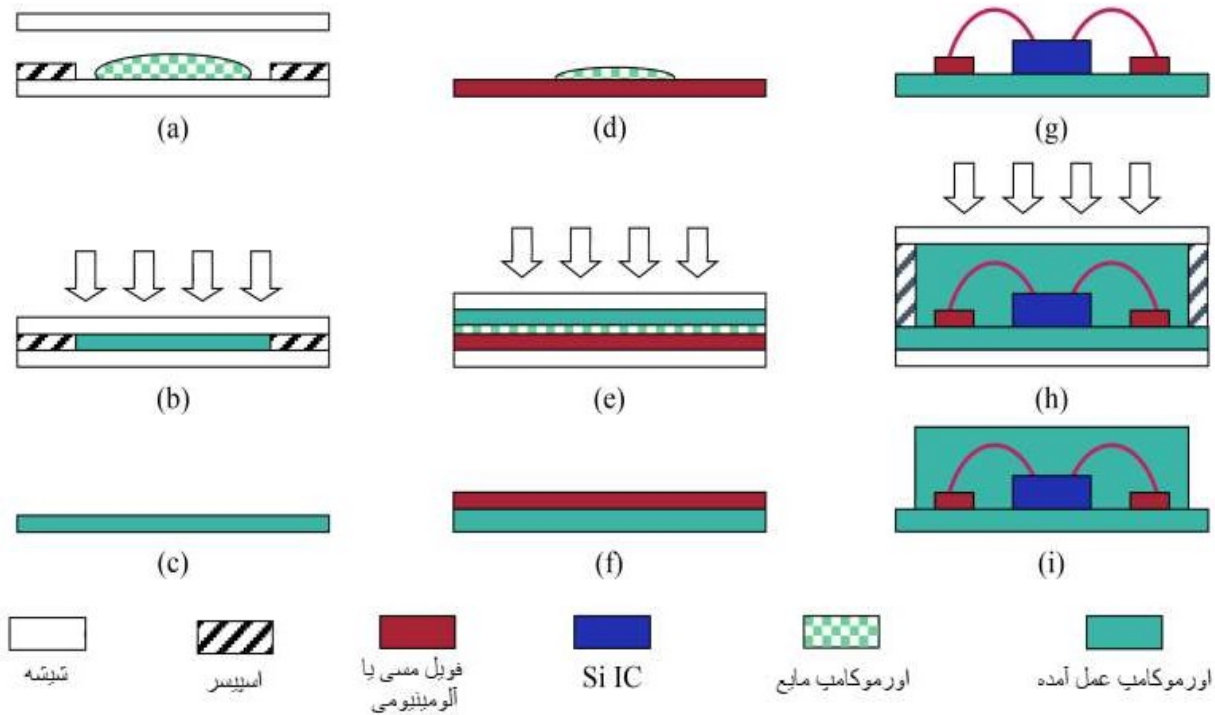 (a)
(d)
(g)
(b)
(e)
(h)
(c)
(f)
(i)
شیشه
اسپیسر
فویل مسی یا
آلومینیومی
Si IC
اورموکامپ مایع
اورموکامپ عمل آمده